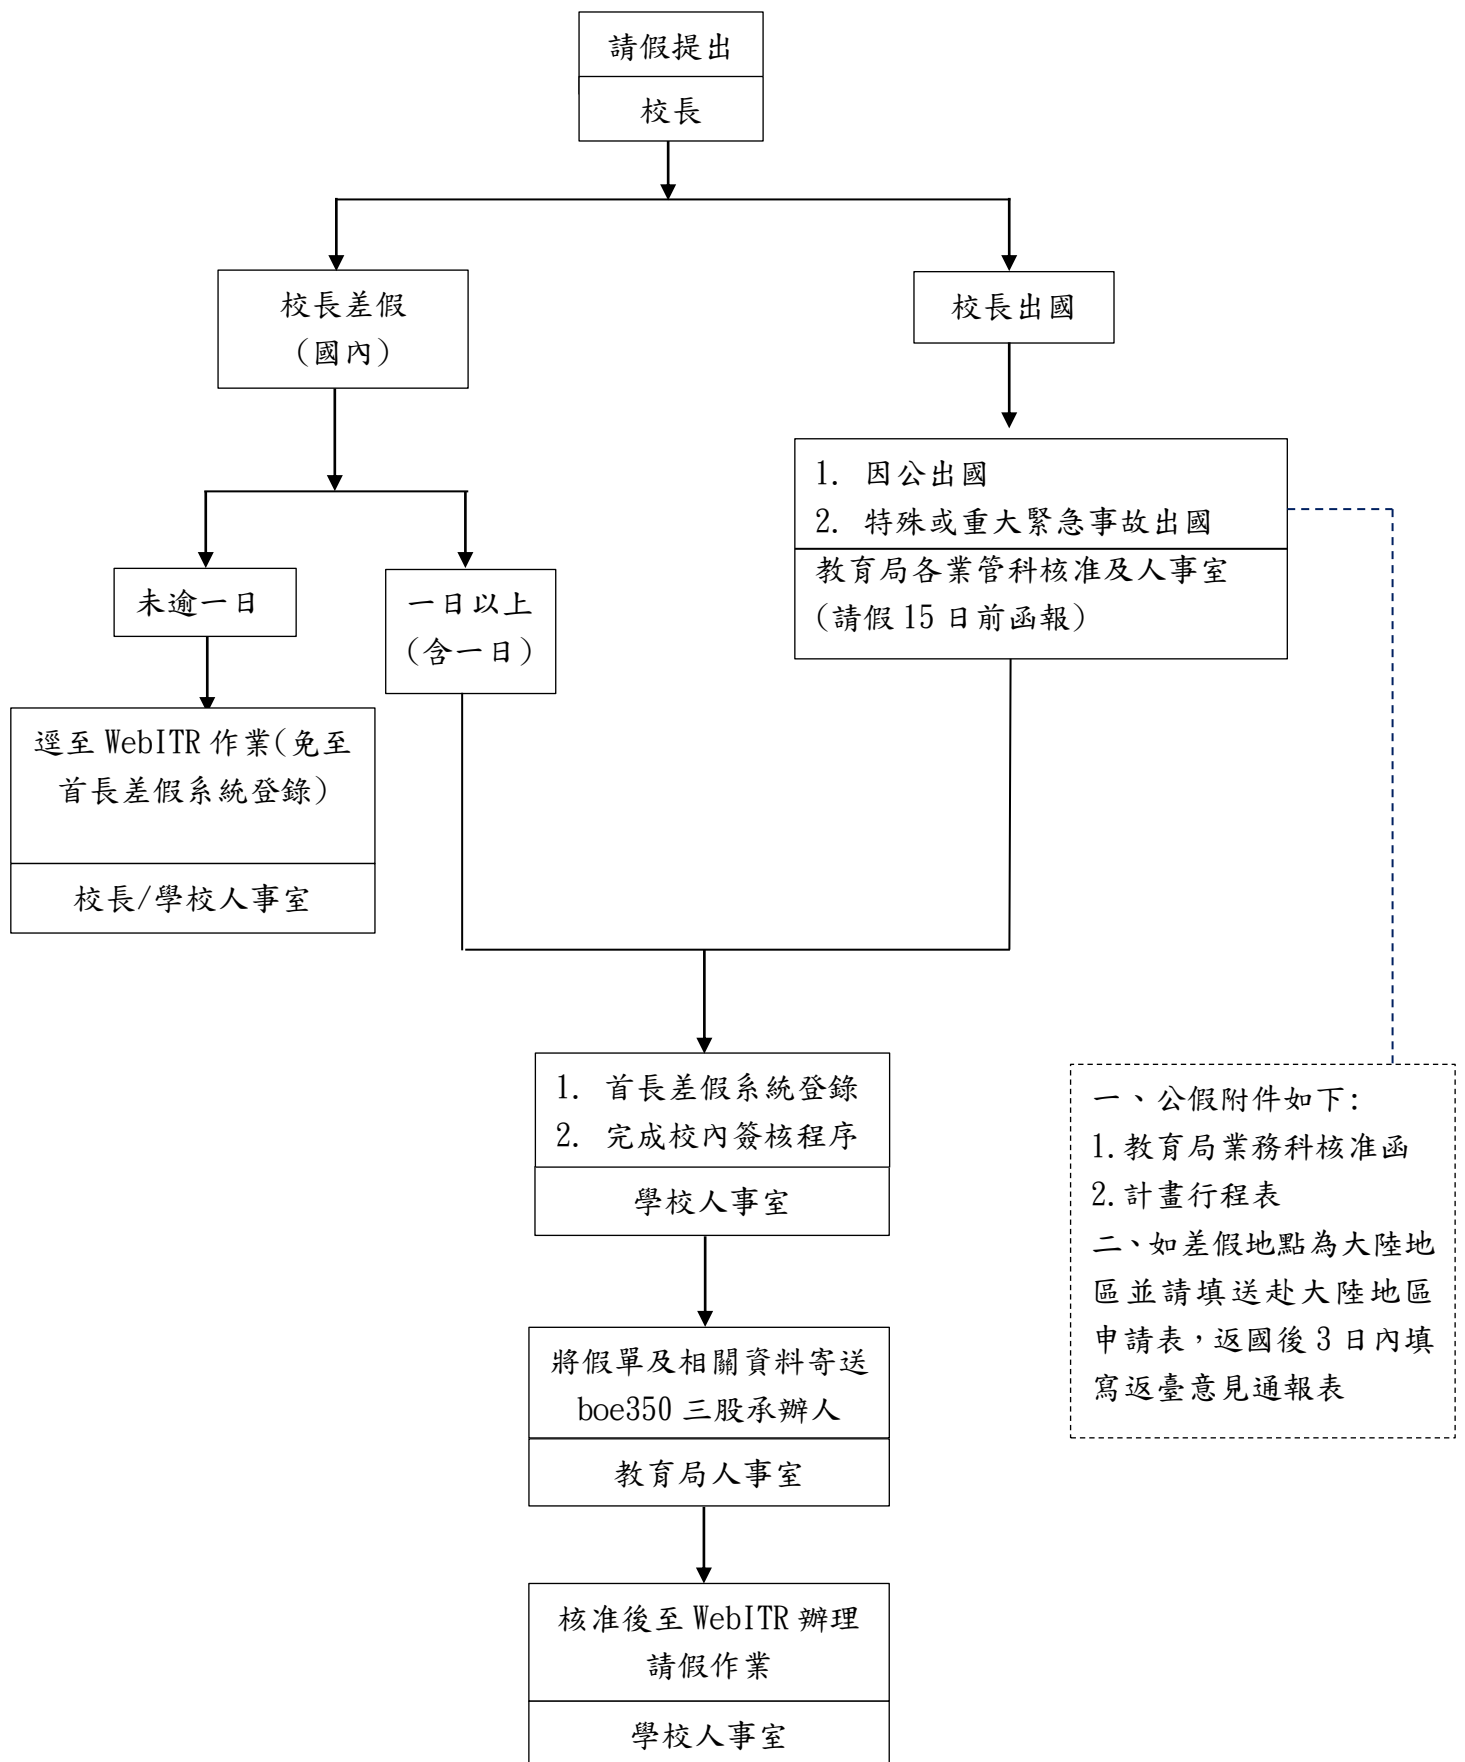 請假提出
校長
校長差假
(國內)
校長出國
1. 因公出國
2. 特殊或重大緊急事故出國
教育局各業管科核准及人事室
(請假15日前函報)
未逾一日
一日以上
(含一日)
逕至WebITR作業(免至
首長差假系統登錄)
校長/學校人事室
1. 首長差假系統登錄
2. 完成校內簽核程序
學校人事室
一、公假附件如下:
1.教育局業務科核准函
2.計畫行程表
二、如差假地點為大陸地
區並請填送赴大陸地區
申請表，返國後3日內填
寫返臺意見通報表
將假單及相關資料寄送
boe350三股承辦人
教育局人事室
核准後至WebITR辦理
請假作業
學校人事室